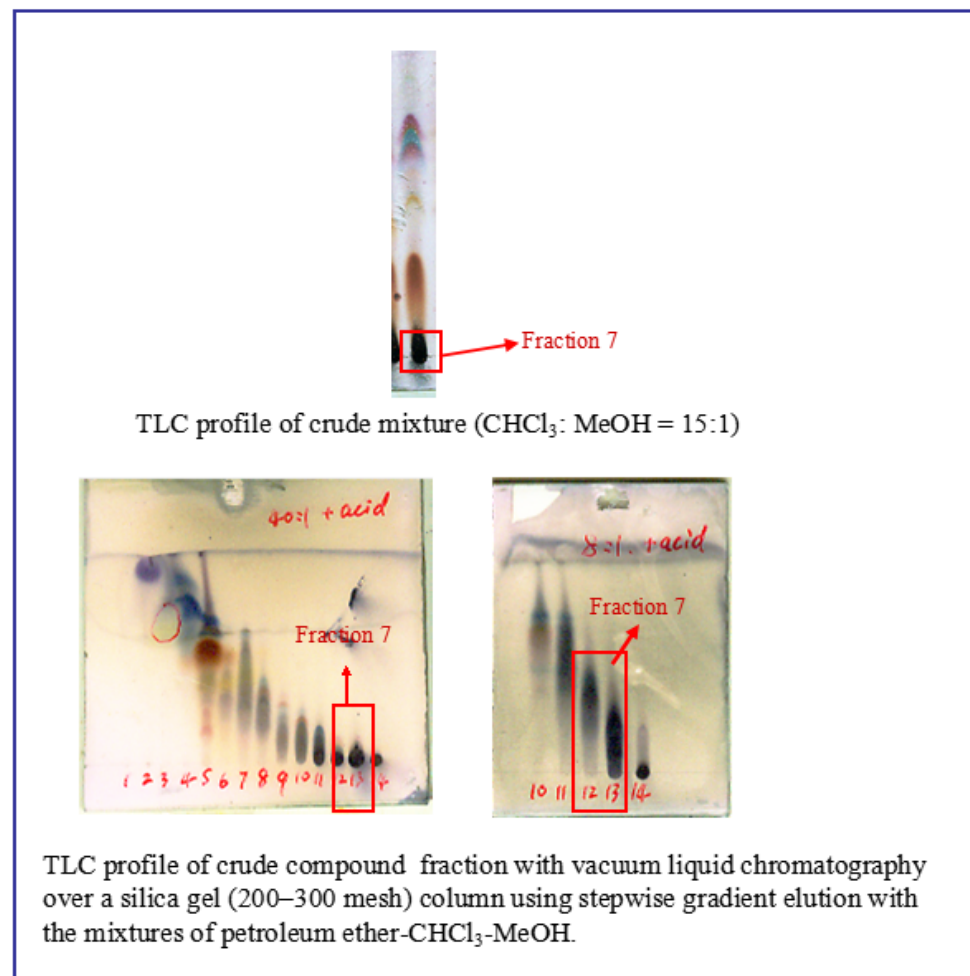 Fraction 7
TLC profile of crude mixture (CHCl₃: MeOH = 15:1)
40:1 + acid
Fraction 7
1 2 3 4 5 6 7 8 9 10 11 12 13 14
8:1. + acid
Fraction 7
10 11 12 13 14
TLC profile of crude compound fraction with vacuum liquid chromatography
over a silica gel (200–300 mesh) column using stepwise gradient elution with
the mixtures of petroleum ether-CHCl₃-MeOH.